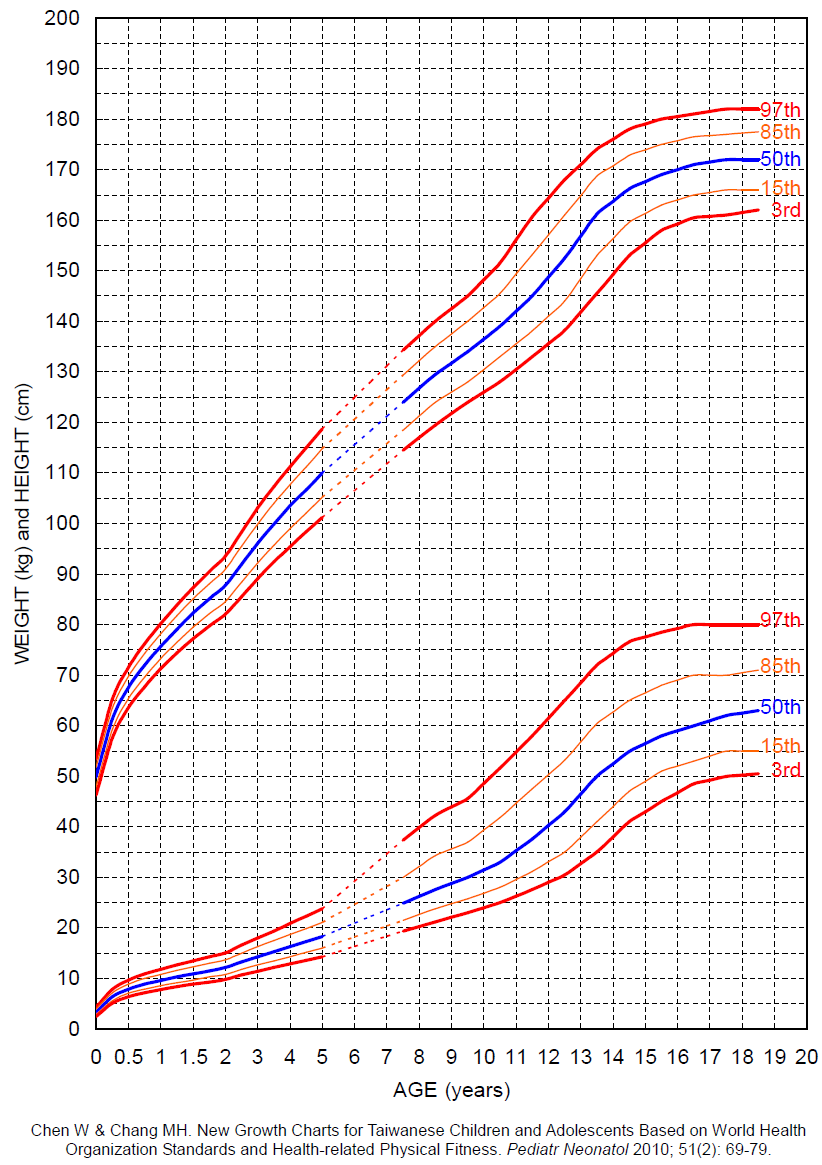 200
190
180
170
160
150
140
130
120
110
100
90
80
70
60
50
40
30
20
10
0
WEIGHT (kg) and HEIGHT (cm)
97th
85th
50th
15th
3rd
97th
85th
50th
15th
3rd
0 0.5 1 1.5 2 3 4 5 6 7 8 9 10 11 12 13 14 15 16 17 18 19 20
AGE (years)
Chen W & Chang MH. New Growth Charts for Taiwanese Children and Adolescents Based on World Health
Organization Standards and Health-related Physical Fitness. Pediatr Neonatol 2010; 51(2): 69-79.